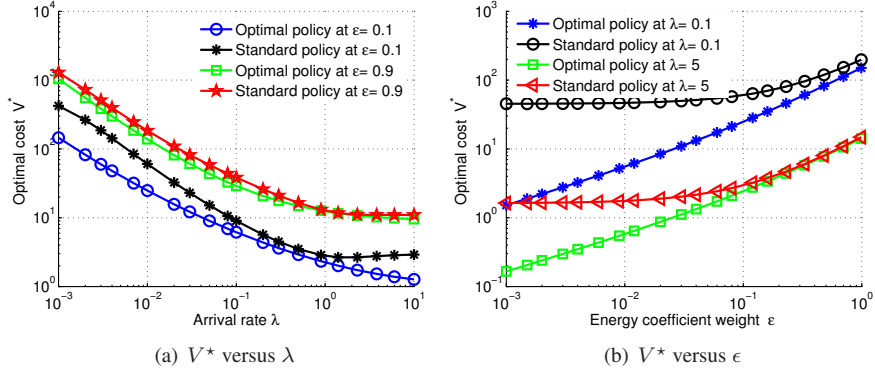 10^4
10^3
10^2
10^1
10^0
Optimal cost V^*
Optimal policy at ε= 0.1
Standard policy at ε= 0.1
Optimal policy at ε= 0.9
Standard policy at ε= 0.9
10^−3
10^−2
10^−1
10^0
10^1
Arrival rate λ
(a) V^⋆ versus λ
10^3
10^2
10^1
10^0
10^−1
Optimal cost V^*
Optimal policy at λ= 0.1
Standard policy at λ= 0.1
Optimal policy at λ= 5
Standard policy at λ= 5
10^−3
10^−2
10^−1
10^0
Energy coefficient weight ε
(b) V^⋆ versus ϵ